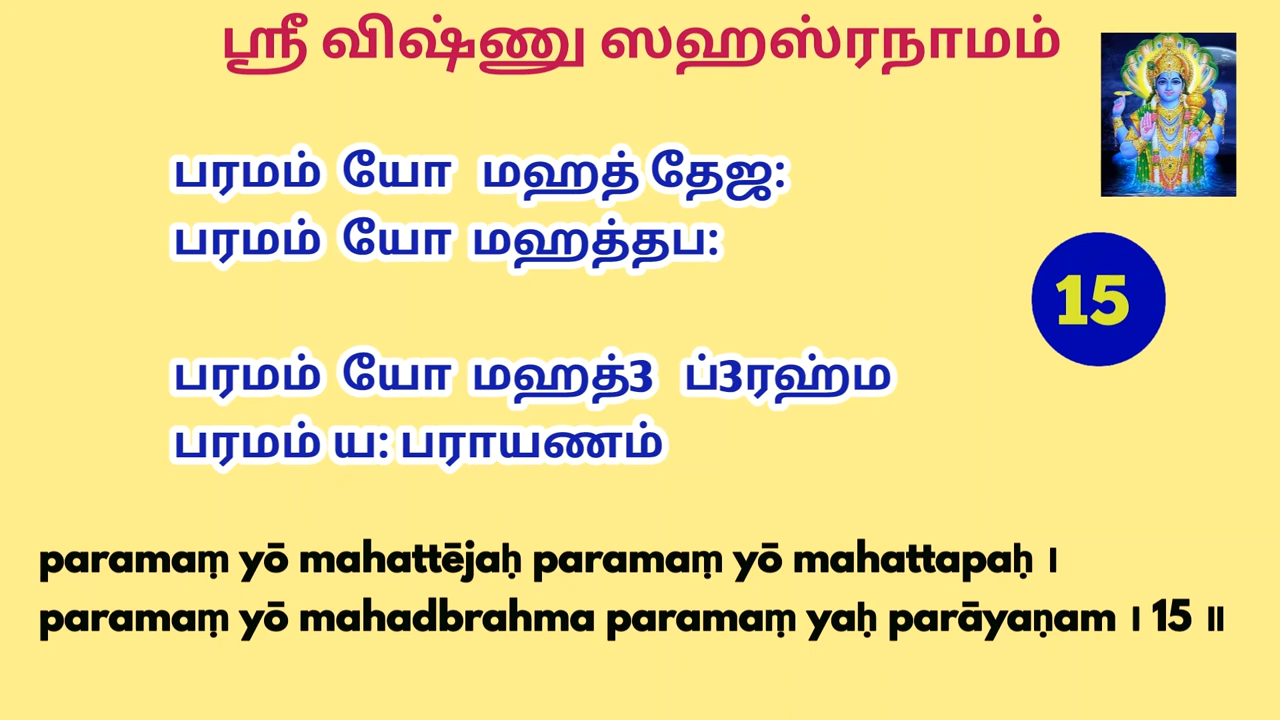 ஸ்ரீ விஷ்ணு ஸஹஸ்ரநாமம்
பரமம் யோ மஹத் தேஜ:
பரமம் யோ மஹத்தப:
15
பரமம் யோ மஹத்3 ப்3ரஹ்ம
பரமம் ய: பராயணம்
paramaṃ yō mahattējaḥ paramaṃ yō mahattapaḥ ।
paramaṃ yō mahadbrahma paramaṃ yaḥ parāyaṇam । 15 ॥